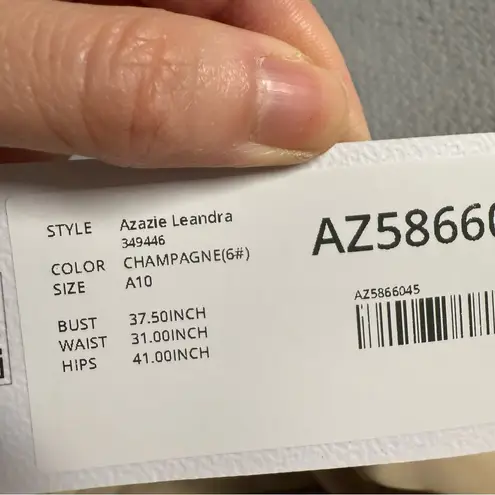 STYLE Azazie Leandra
349446
COLOR CHAMPAGNE(6#)
SIZE A10
BUST 37.50INCH
WAIST 31.00INCH
HIPS 41.00INCH
AZ5866
AZ5866045